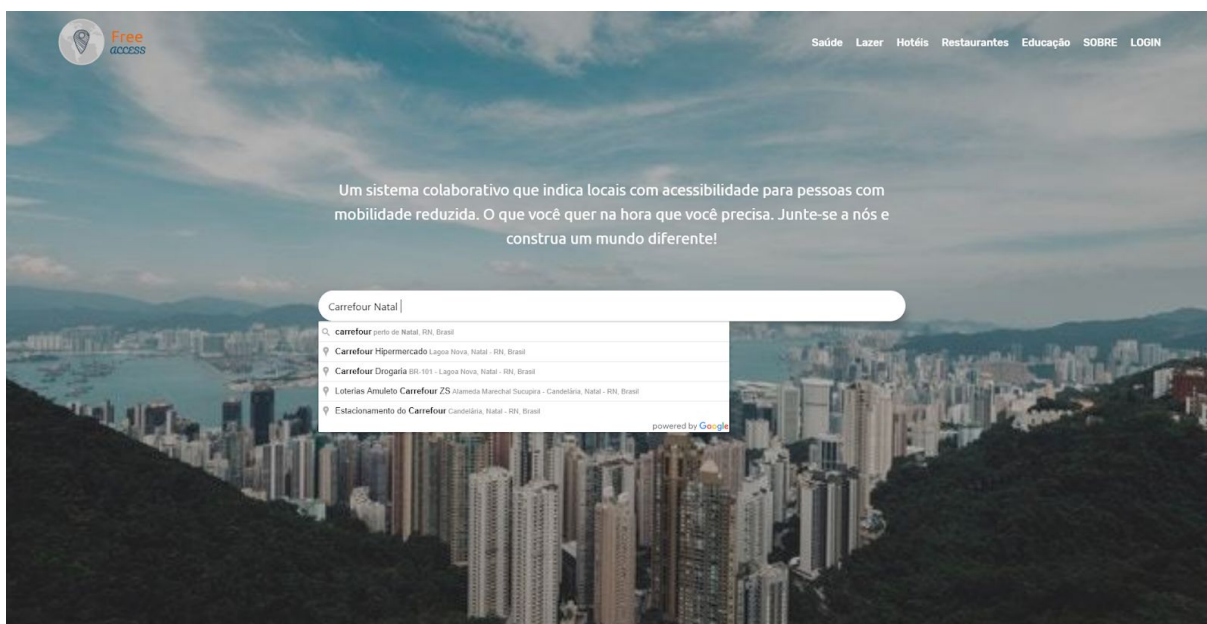 Free
access
Saúde Lazer Hotéis Restaurantes Educação SOBRE LOGIN
Um sistema colaborativo que indica locais com acessibilidade para pessoas com
mobilidade reduzida. O que você quer na hora que você precisa. Junte-se a nós e
construa um mundo diferente!
Carrefour Natal
carrefour perto de Natal, RN, Brasil
Carrefour Hipermercado Lagoa Nova, Natal - RN, Brasil
Carrefour Drogaria BR-101 - Lagoa Nova, Natal - RN, Brasil
Loterias Amuleto Carrefour ZS Alameda Marechal Sucupira - Candelária, Natal - RN, Brasil
Estacionamento do Carrefour Candelária, Natal - RN, Brasil
powered by Google